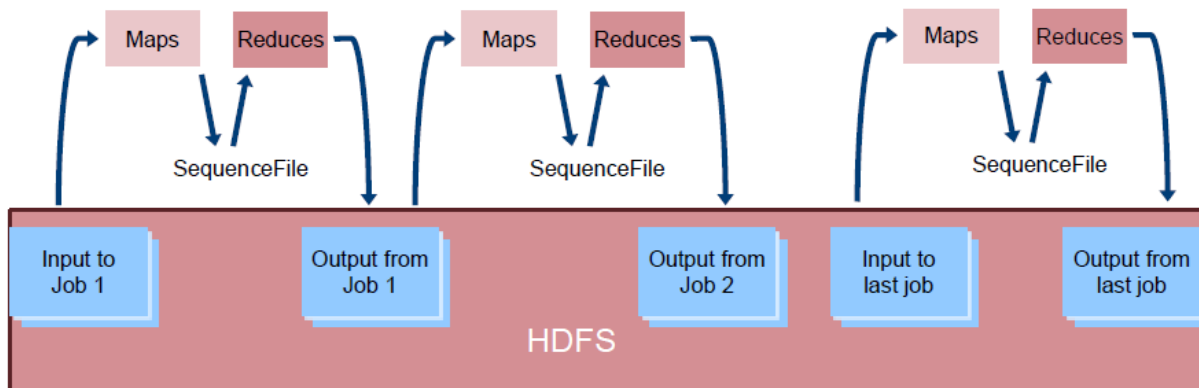 Maps
Reduces
SequenceFile
Maps
Reduces
SequenceFile
Maps
Reduces
SequenceFile
Input to
Job 1
Output from
Job 1
Output from
Job 2
Input to
last job
Output from
last job
HDFS